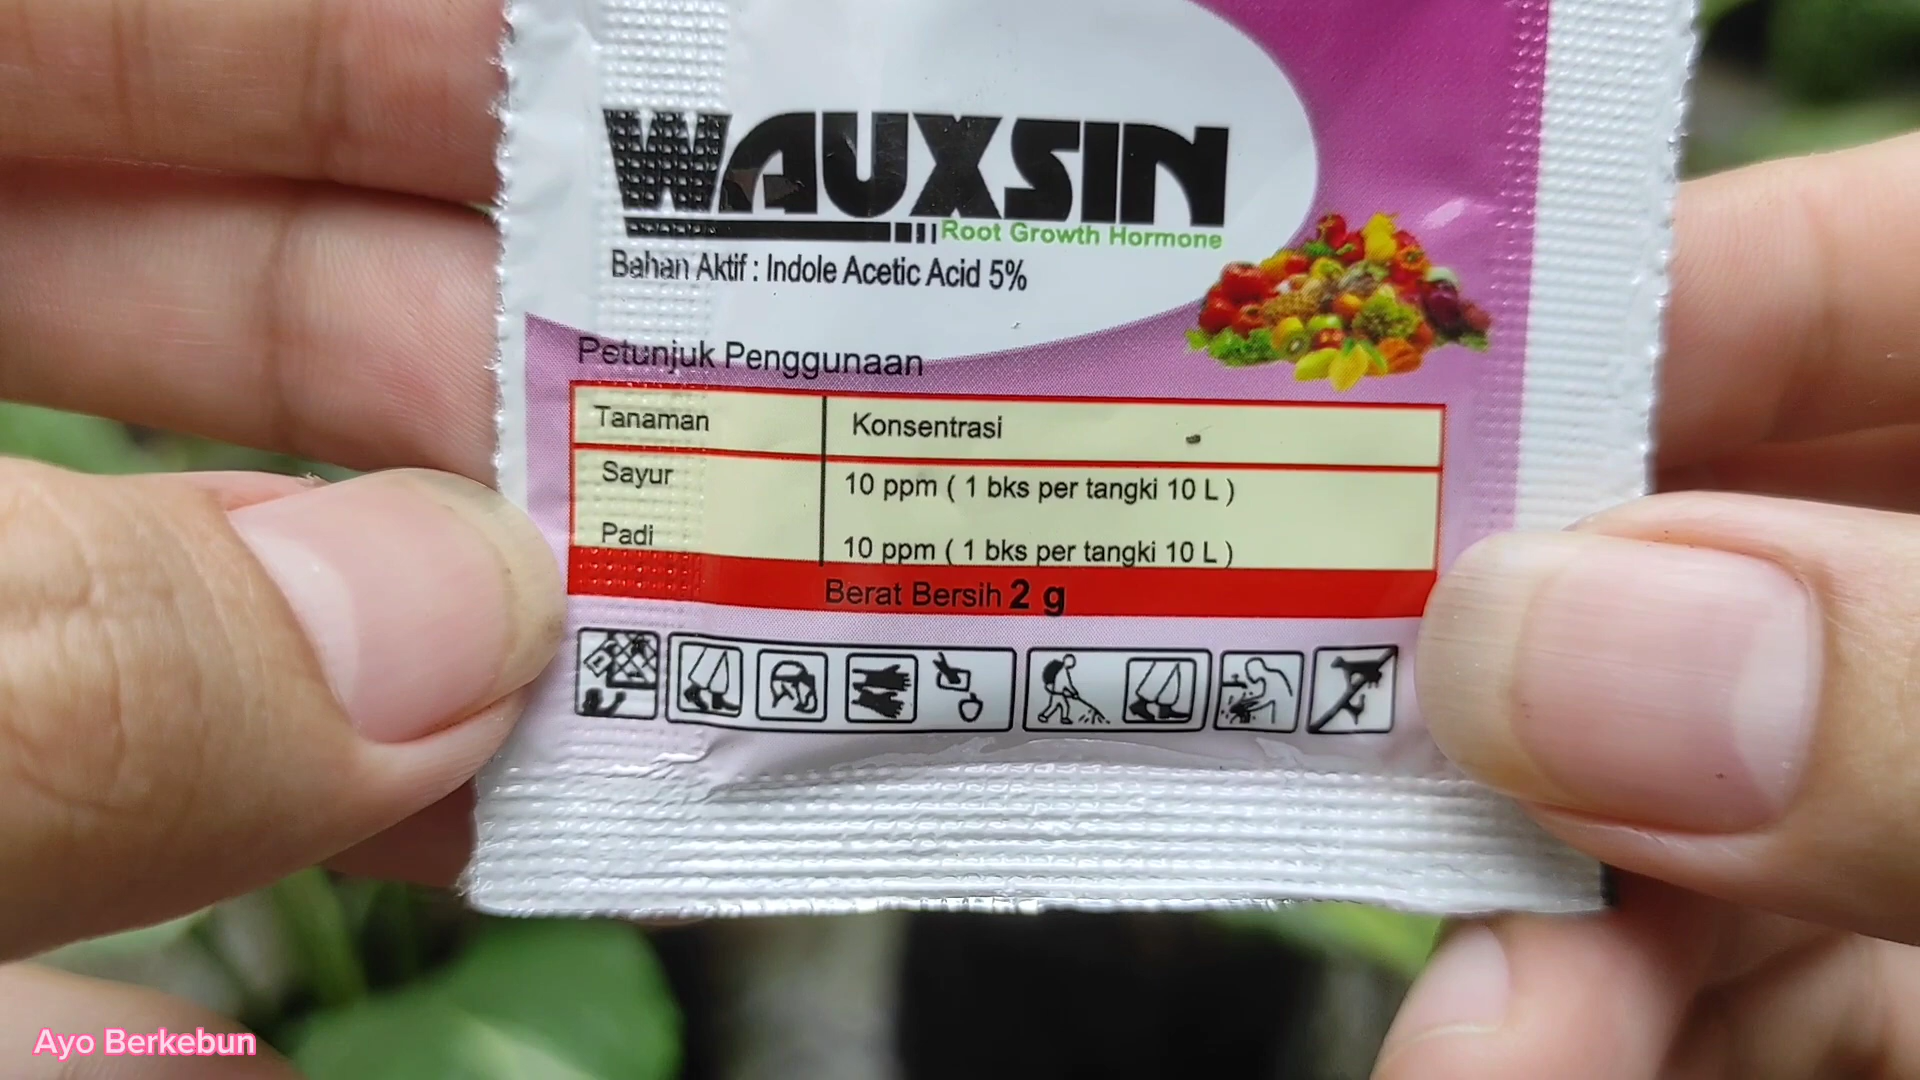 WAUXSIN
Root Growth Hormone
Bahan Aktif : Indole Acetic Acid 5%
Petunjuk Penggunaan
Tanaman Konsentrasi
Sayur 10 ppm ( 1 bks per tangki 10 L )
Padi 10 ppm ( 1 bks per tangki 10 L )
Berat Bersih 2 g
Ayo Berkebun